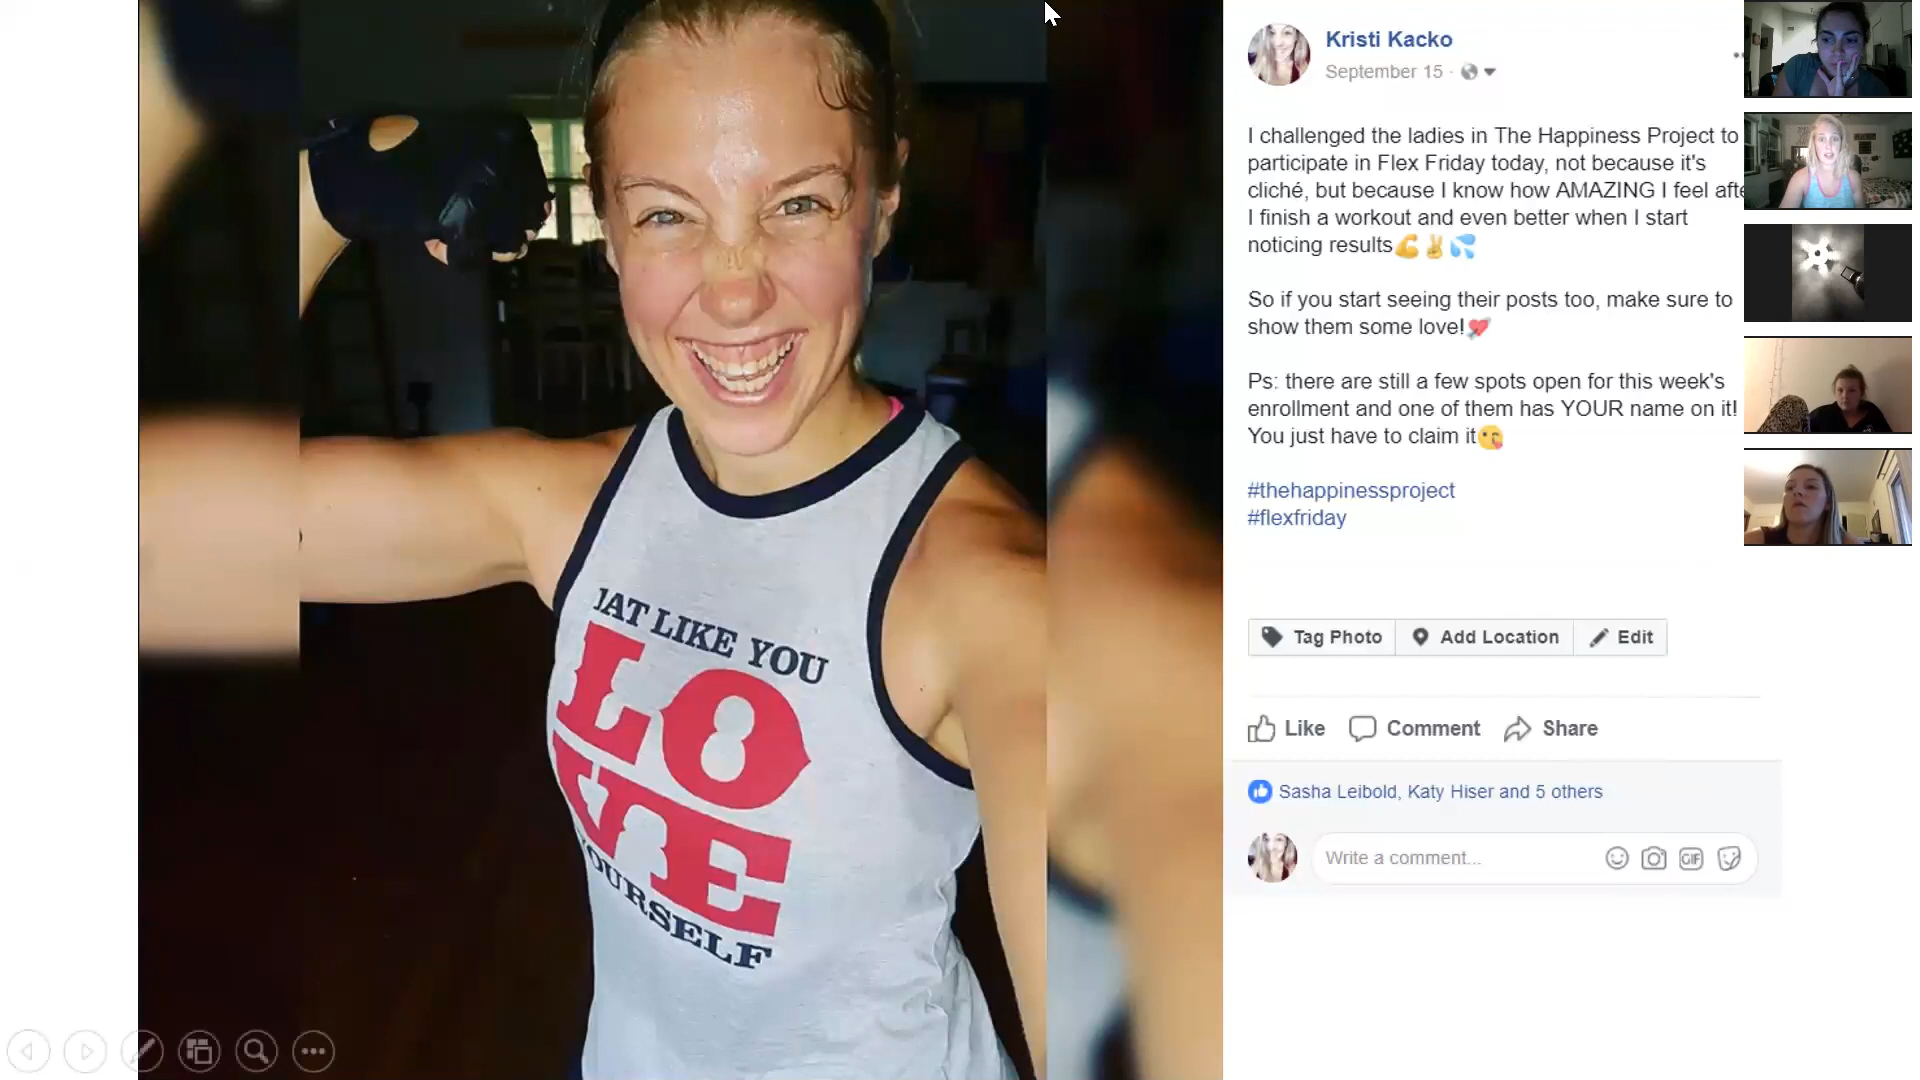 JAT LIKE YOU
LO
VE
YOURSELF
Kristi Kacko
September 15 ·
I challenged the ladies in The Happiness Project to
participate in Flex Friday today, not because it's
cliché, but because I know how AMAZING I feel afte
I finish a workout and even better when I start
noticing results💪✌💦
So if you start seeing their posts too, make sure to
show them some love!💘
Ps: there are still a few spots open for this week's
enrollment and one of them has YOUR name on it!
You just have to claim it😘
#thehappinessproject
#flexfriday
Tag Photo Add Location Edit
Like Comment Share
Sasha Leibold, Katy Hiser and 5 others
Write a comment...
GIF